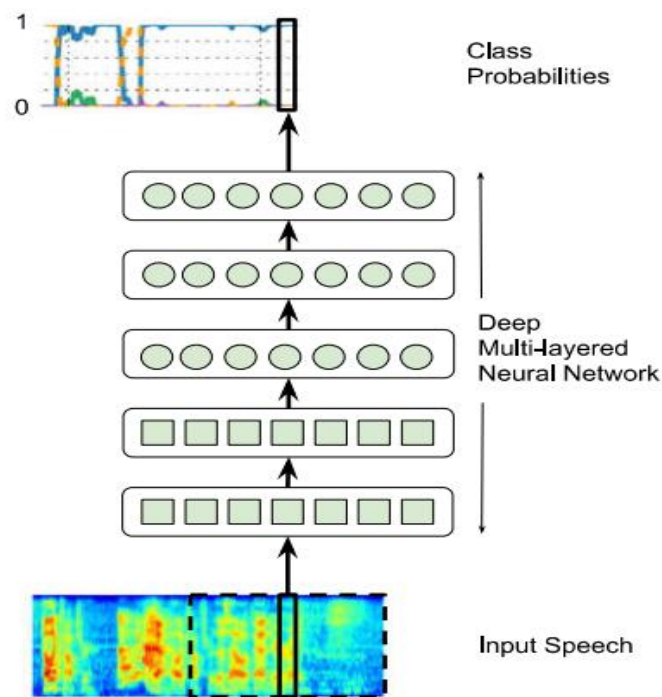 1
0
Class
Probabilities
Deep
Multi-layered
Neural Network
Input Speech